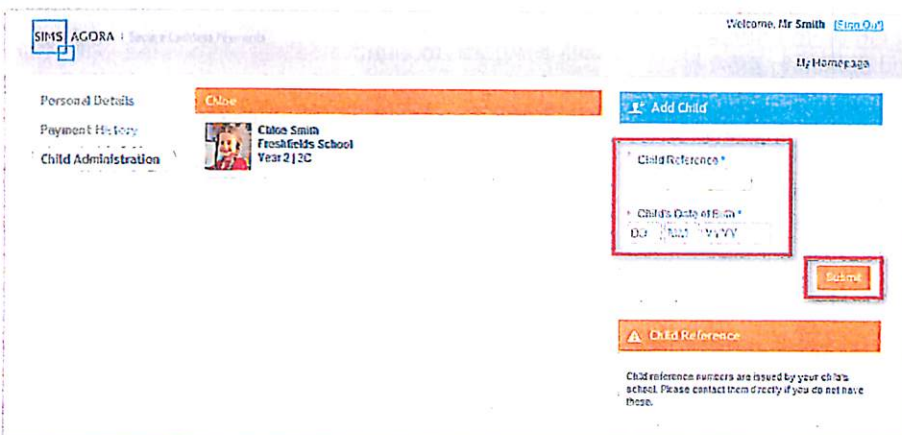 SIMS AGORA
Welcome, Mr Smith [Sign Out]
My Homepage
Personal Details
Payment History
Child Administration
Chloe
Chloe Smith
Freshfields School
Year 2 | 2C
Add Child
* Child Reference *
* Child's Date of Birth *
DD MM YYYY
Submit
Child Reference
Child reference numbers are issued by your child's
school. Please contact them directly if you do not have
these.